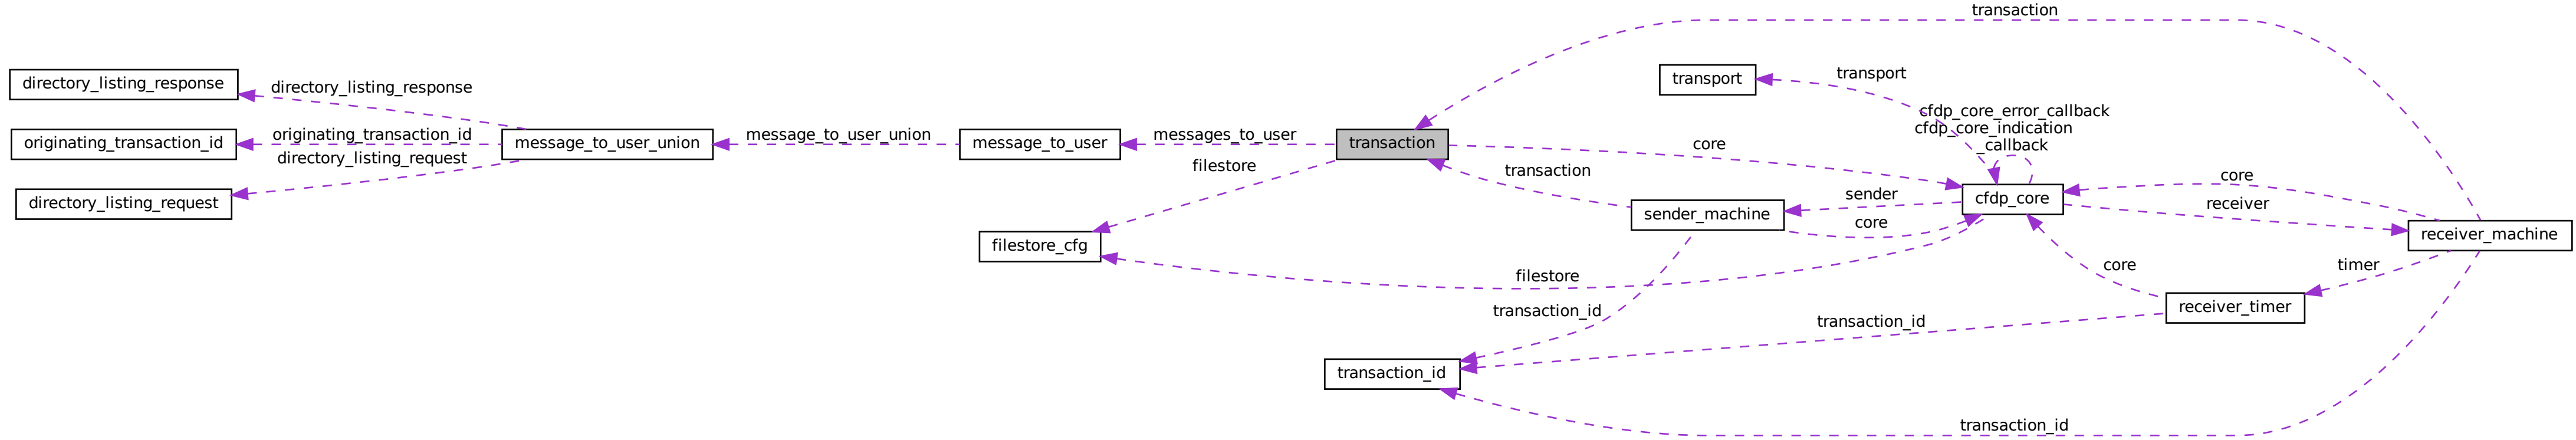 transaction
directory_listing_response
directory_listing_response
transport
transport
cfdp_core_error_callback
cfdp_core_indication
_callback
originating_transaction_id
originating_transaction_id
message_to_user_union
message_to_user_union
message_to_user
messages_to_user
transaction
core
directory_listing_request
directory_listing_request
filestore
transaction
sender
cfdp_core
core
receiver
sender_machine
core
receiver_machine
filestore_cfg
filestore
core
timer
transaction_id
receiver_timer
transaction_id
transaction_id
transaction_id